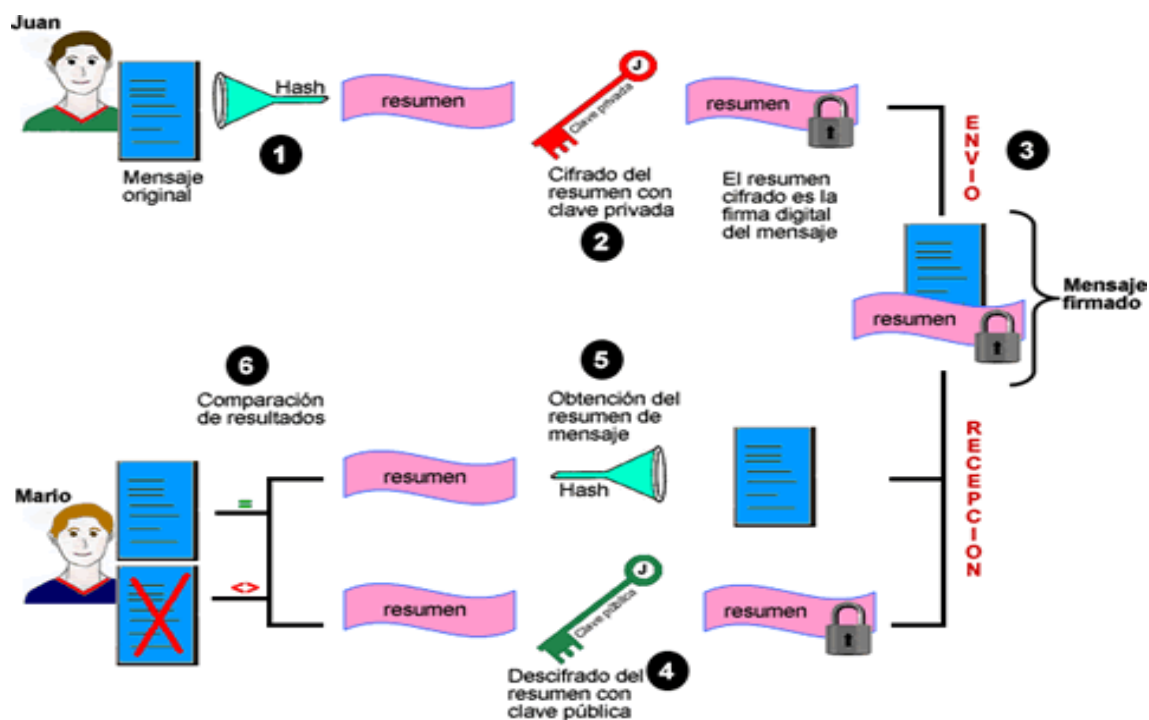 Juan
Hash
resumen
J
Clave privada
resumen
1
Mensaje
original
Cifrado del
resumen con
clave privada
2
El resumen
cifrado es la
firma digital
del mensaje
ENVIO
3
resumen
Mensaje
firmado
6
Comparación
de resultados
5
Obtención del
resumen de
mensaje
resumen
Hash
RECEPCION
Mario
=
<>
resumen
J
Clave pública
resumen
Descifrado del
resumen con
clave pública
4